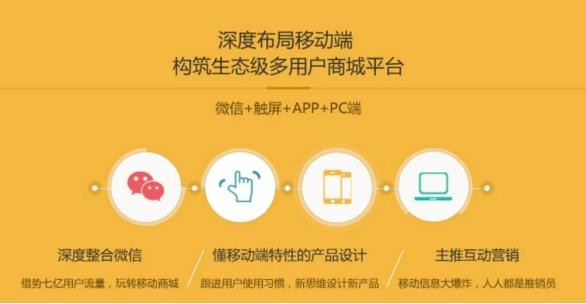 深度布局移动端
构筑生态级多用户商城平台
微信+触屏+APP+PC端
深度整合微信
懂移动端特性的产品设计
主推互动营销
借势七亿用户流量，玩转移动商城
跟进用户使用习惯，新思维设计新产品
移动信息大爆炸，人人都是推销员